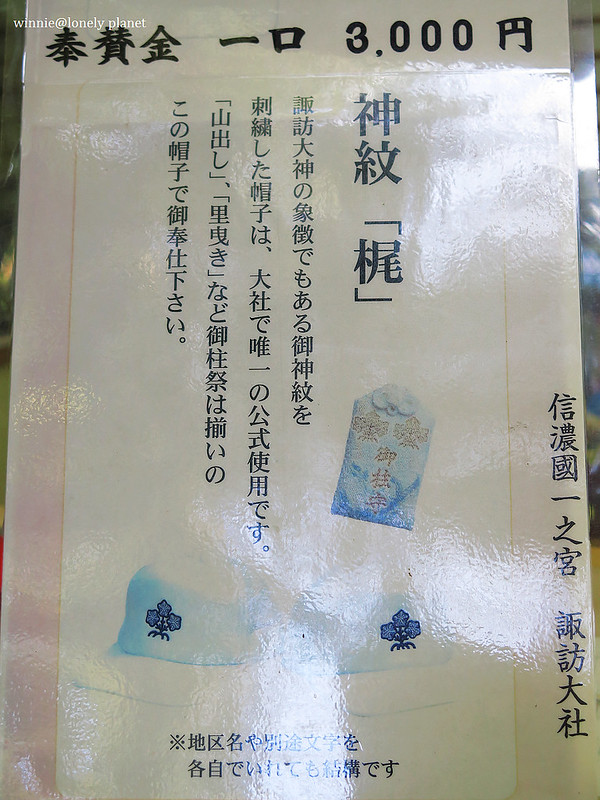 winnie@lonely planet
奉賛金 一口 3,000 円
神紋「梶」
諏訪大神の象徴でもある御神紋を
刺繍した帽子は、大社で唯一の公式使用です。
「山出し」、「里曳き」など御柱祭は揃いの
この帽子で御奉仕下さい。
御柱守
信濃國一之宮 諏訪大社
※地区名や別途文字を
各自でいれても結構です